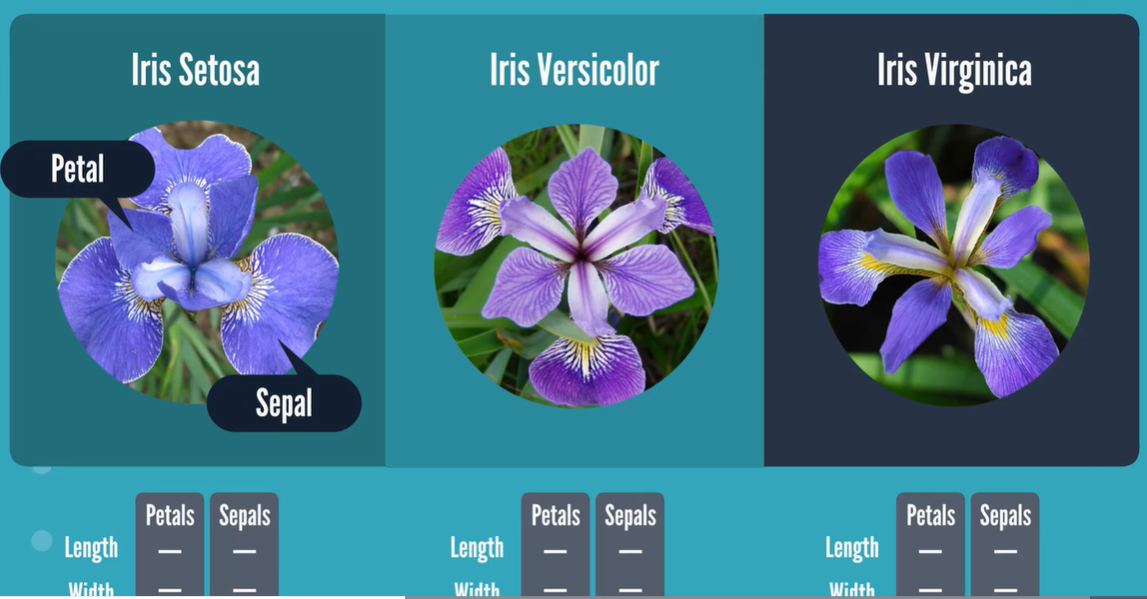 Iris Setosa
Iris Versicolor
Iris Virginica
Petal
Sepal
Petals Sepals
Length — —
Width — —
Petals Sepals
Length — —
Width — —
Petals Sepals
Length — —
Width — —